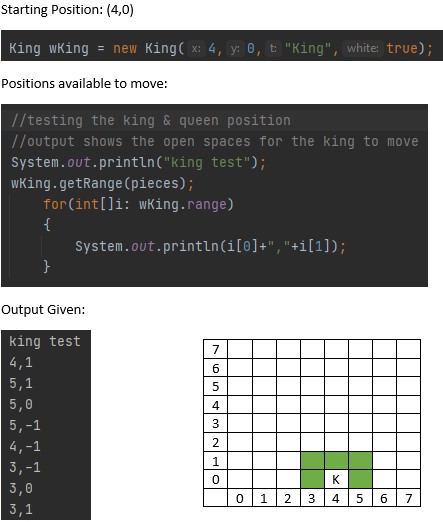 Starting Position: (4,0)
King wKing = new King( x: 4, y: 0, t: "King", white: true);
Positions available to move:
//testing the king & queen position
//output shows the open spaces for the king to move
System.out.println("king test");
wKing.getRange(pieces);
for(int[]i: wKing.range)
{
System.out.println(i[0]+","+i[1]);
}
Output Given:
king test
4,1
5,1
5,0
5,-1
4,-1
3,-1
3,0
3,1
7
6
5
4
3
2
1
0 K
0 1 2 3 4 5 6 7